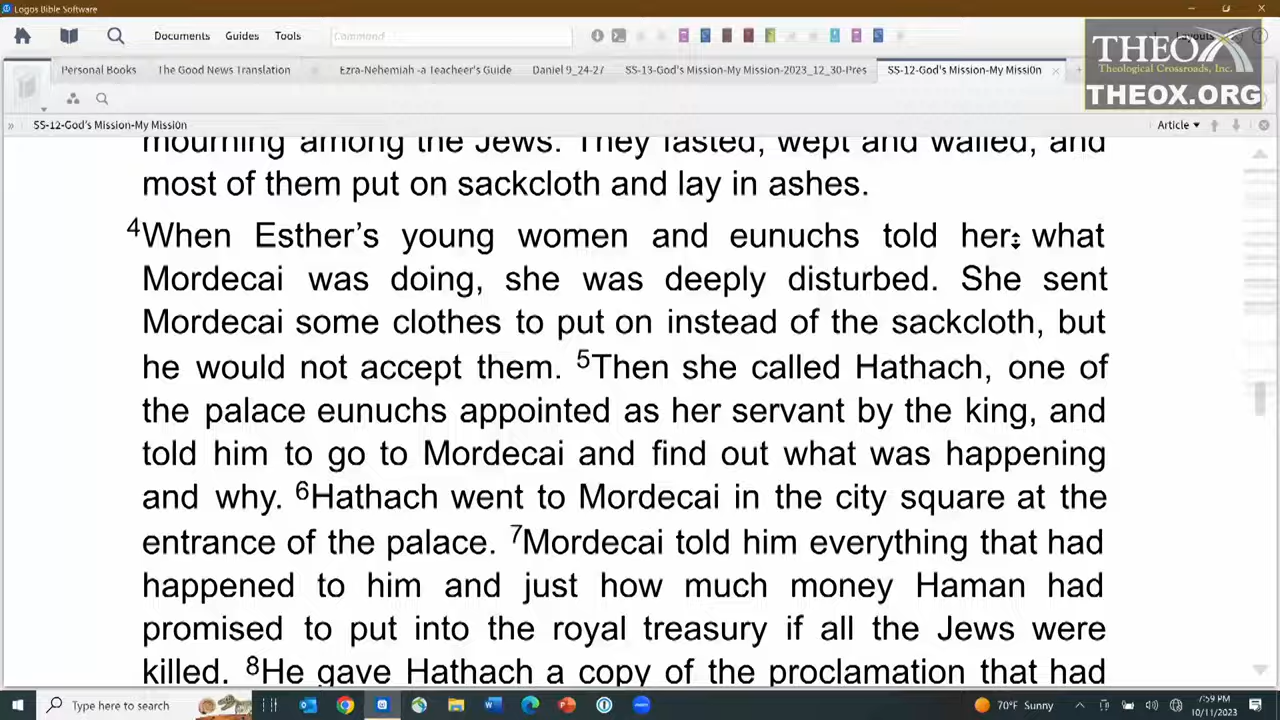 Logos Bible Software
Documents Guides Tools Command Layouts
THEOX
Theological Crossroads, Inc.
THEOX.ORG
Personal Books The Good News Translation Daniel 9_24-27 SS-13-God's Mission-My Mission-2023_12_30-Pres SS-12-God's Mission-My Missi0n
SS-12-God's Mission-My Missi0n Article
mourning among the Jews. They fasted, wept and wailed, and
most of them put on sackcloth and lay in ashes.
4When Esther's young women and eunuchs told her what
Mordecai was doing, she was deeply disturbed. She sent
Mordecai some clothes to put on instead of the sackcloth, but
he would not accept them. 5Then she called Hathach, one of
the palace eunuchs appointed as her servant by the king, and
told him to go to Mordecai and find out what was happening
and why. 6Hathach went to Mordecai in the city square at the
entrance of the palace. 7Mordecai told him everything that had
happened to him and just how much money Haman had
promised to put into the royal treasury if all the Jews were
killed. 8He gave Hathach a copy of the proclamation that had
Type here to search
70°F Sunny
7:59 PM
10/11/2023